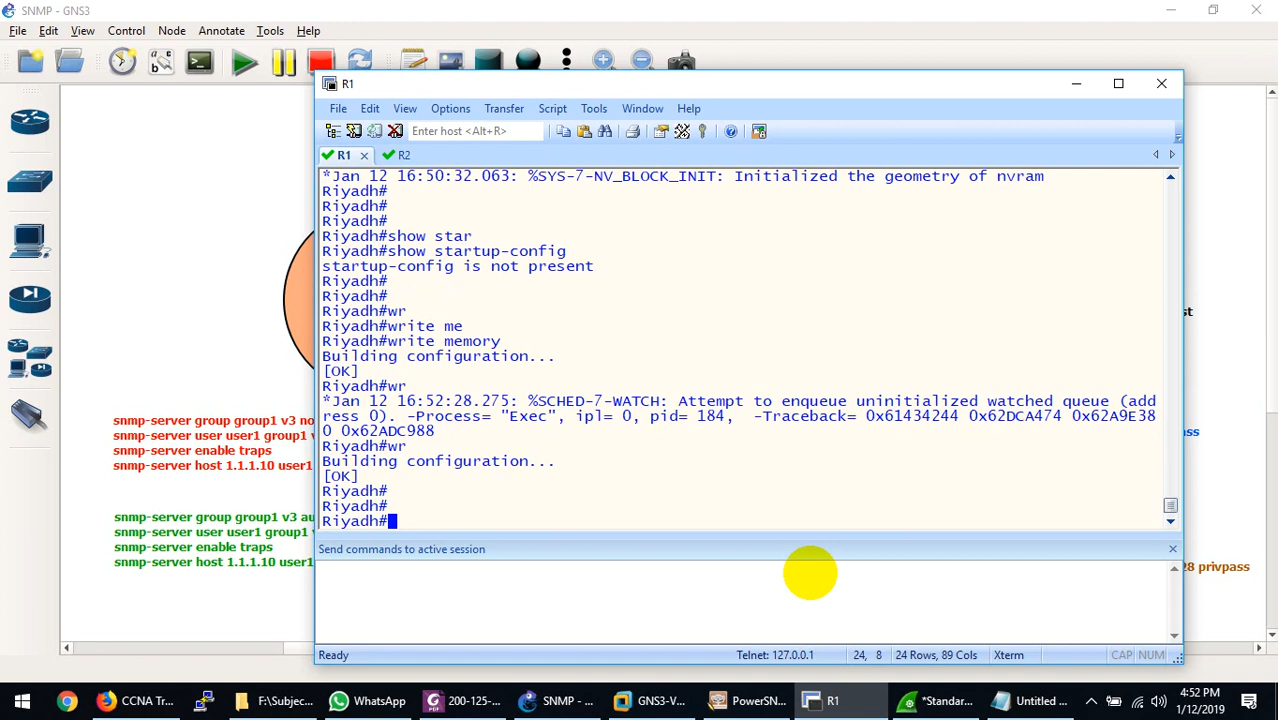 SNMP - GNS3
File Edit View Control Node Annotate Tools Help
R1
File Edit View Options Transfer Script Tools Window Help
Enter host <Alt+R>
R1 R2
*Jan 12 16:50:32.063: %SYS-7-NV_BLOCK_INIT: Initialized the geometry of nvram
Riyadh#
Riyadh#
Riyadh#
Riyadh#show star
Riyadh#show startup-config
startup-config is not present
Riyadh#
Riyadh#
Riyadh#wr
Riyadh#write me
Riyadh#write memory
Building configuration...
[OK]
Riyadh#wr
*Jan 12 16:52:28.275: %SCHED-7-WATCH: Attempt to enqueue uninitialized watched queue (add
ress 0). -Process= "Exec", ipl= 0, pid= 184,  -Traceback= 0x61434244 0x62DCA474 0x62A9E38
0 0x62ADC988
Riyadh#wr
Building configuration...
[OK]
Riyadh#
Riyadh#
Riyadh#
Send commands to active session
Ready Telnet: 127.0.0.1 24, 8 24 Rows, 89 Cols Xterm CAP NUM
snmp-server group group1 v3 no
snmp-server user user1 group1 v
snmp-server enable traps
snmp-server host 1.1.1.10 user1
snmp-server group group1 v3 au
snmp-server user user1 group1 v
snmp-server enable traps
snmp-server host 1.1.1.10 user1
st
ass
28 privpass
CCNA Tr... F:\Subjec... WhatsApp 200-125-... SNMP - ... GNS3-V... PowerSN... R1 *Standar... Untitled ...
4:52 PM
1/12/2019